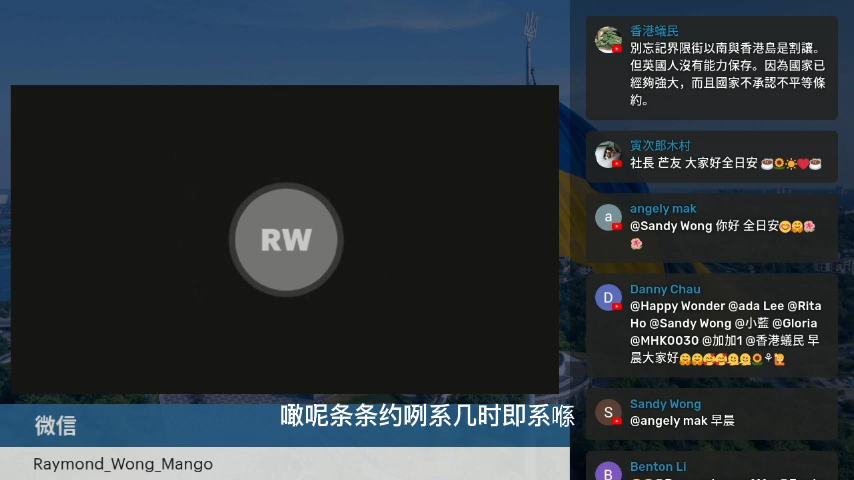 RW
噉呢条条约咧系几时即系喺
微信
Raymond_Wong_Mango
香港蟻民
別忘記界限街以南與香港島是割讓。
但英國人沒有能力保存。因為國家已
經夠強大，而且國家不承認不平等條
約。
寅次郎木村
社長 芒友 大家好全日安 ☕🌻☀️❤️☕
angely mak
@Sandy Wong 你好 全日安😊🤗🌸
🌸
Danny Chau
@Happy Wonder @ada Lee @Rita
Ho @Sandy Wong @小藍 @Gloria
@MHK0030 @加加1 @香港蟻民 早
晨大家好🤗🤗🥰🥰🫠🫠🌻⚘🙋
Sandy Wong
@angely mak 早晨
Benton Li